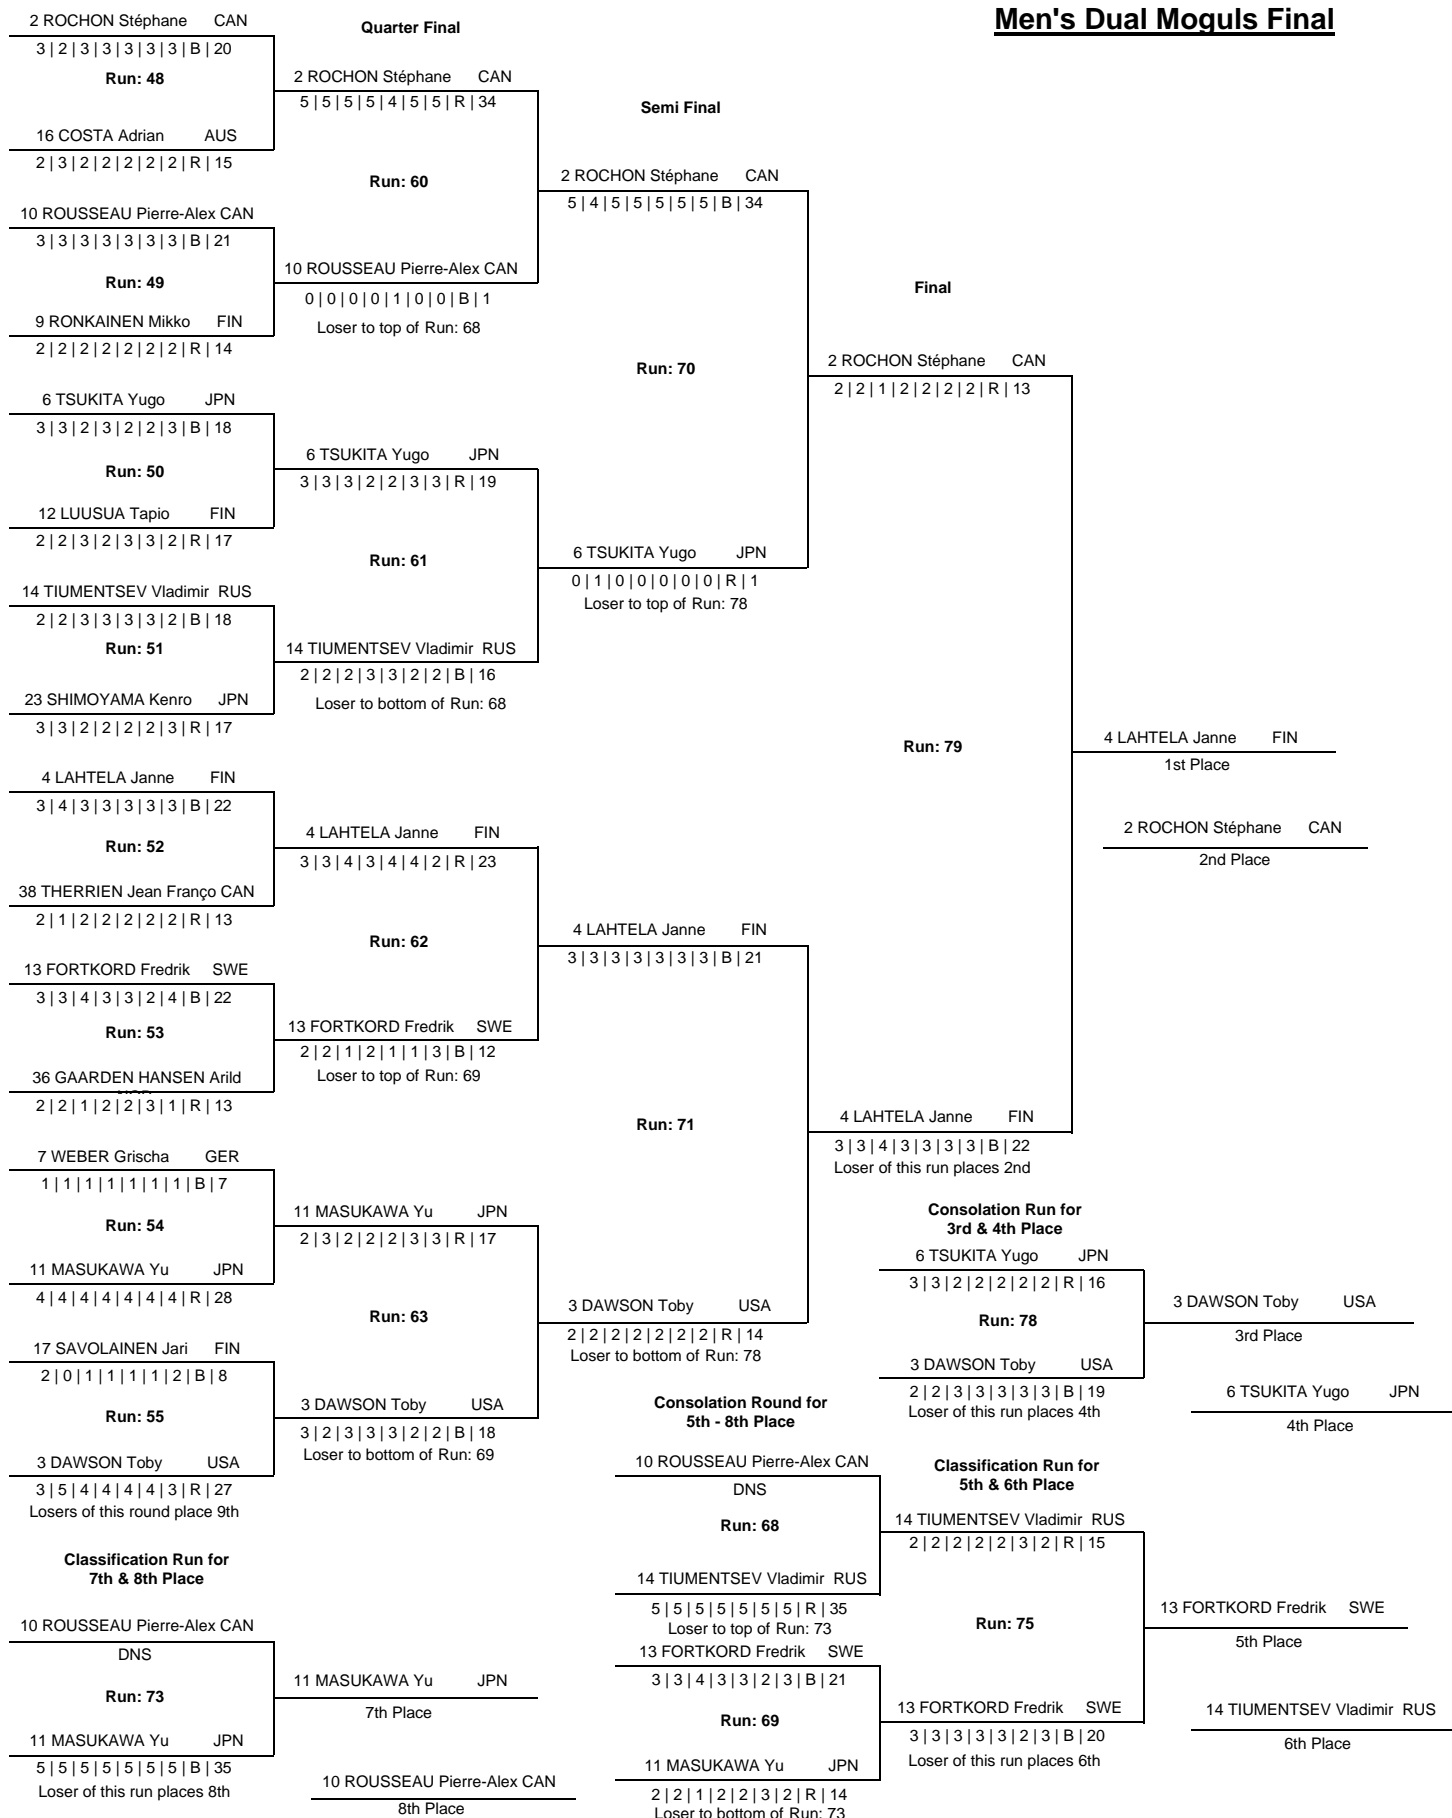 Men's Dual Moguls Final
2 ROCHON Stéphane CAN
3 | 2 | 3 | 3 | 3 | 3 | 3 | B | 20
Run: 48
16 COSTA Adrian AUS
2 | 3 | 2 | 2 | 2 | 2 | 2 | R | 15
10 ROUSSEAU Pierre-Alex CAN
3 | 3 | 3 | 3 | 3 | 3 | 3 | B | 21
Run: 49
9 RONKAINEN Mikko FIN
2 | 2 | 2 | 2 | 2 | 2 | 2 | R | 14
6 TSUKITA Yugo JPN
3 | 3 | 2 | 3 | 2 | 2 | 3 | B | 18
Run: 50
12 LUUSUA Tapio FIN
2 | 2 | 3 | 2 | 3 | 3 | 2 | R | 17
14 TIUMENTSEV Vladimir RUS
2 | 2 | 3 | 3 | 3 | 3 | 2 | B | 18
Run: 51
23 SHIMOYAMA Kenro JPN
3 | 3 | 2 | 2 | 2 | 2 | 3 | R | 17
4 LAHTELA Janne FIN
3 | 4 | 3 | 3 | 3 | 3 | 3 | B | 22
Run: 52
38 THERRIEN Jean Franço CAN
2 | 1 | 2 | 2 | 2 | 2 | 2 | R | 13
13 FORTKORD Fredrik SWE
3 | 3 | 4 | 3 | 3 | 2 | 4 | B | 22
Run: 53
36 GAARDEN HANSEN Arild
2 | 2 | 1 | 2 | 2 | 3 | 1 | R | 13
7 WEBER Grischa GER
1 | 1 | 1 | 1 | 1 | 1 | 1 | B | 7
Run: 54
11 MASUKAWA Yu JPN
4 | 4 | 4 | 4 | 4 | 4 | 4 | R | 28
17 SAVOLAINEN Jari FIN
2 | 0 | 1 | 1 | 1 | 1 | 2 | B | 8
Run: 55
3 DAWSON Toby USA
3 | 5 | 4 | 4 | 4 | 4 | 3 | R | 27
Losers of this round place 9th
Quarter Final
2 ROCHON Stéphane CAN
5 | 5 | 5 | 5 | 4 | 5 | 5 | R | 34
Run: 60
10 ROUSSEAU Pierre-Alex CAN
0 | 0 | 0 | 0 | 1 | 0 | 0 | B | 1
Loser to top of Run: 68
6 TSUKITA Yugo JPN
3 | 3 | 3 | 2 | 2 | 3 | 3 | R | 19
Run: 61
14 TIUMENTSEV Vladimir RUS
2 | 2 | 2 | 3 | 3 | 2 | 2 | B | 16
Loser to bottom of Run: 68
4 LAHTELA Janne FIN
3 | 3 | 4 | 3 | 4 | 4 | 2 | R | 23
Run: 62
13 FORTKORD Fredrik SWE
2 | 2 | 1 | 2 | 1 | 1 | 3 | B | 12
Loser to top of Run: 69
11 MASUKAWA Yu JPN
2 | 3 | 2 | 2 | 2 | 3 | 3 | R | 17
Run: 63
3 DAWSON Toby USA
3 | 2 | 3 | 3 | 3 | 2 | 2 | B | 18
Loser to bottom of Run: 69
Semi Final
2 ROCHON Stéphane CAN
5 | 4 | 5 | 5 | 5 | 5 | 5 | B | 34
Run: 70
6 TSUKITA Yugo JPN
0 | 1 | 0 | 0 | 0 | 0 | 0 | R | 1
Loser to top of Run: 78
4 LAHTELA Janne FIN
3 | 3 | 3 | 3 | 3 | 3 | 3 | B | 21
Run: 71
3 DAWSON Toby USA
2 | 2 | 2 | 2 | 2 | 2 | 2 | R | 14
Loser to bottom of Run: 78
Final
2 ROCHON Stéphane CAN
2 | 2 | 1 | 2 | 2 | 2 | 2 | R | 13
Run: 79
4 LAHTELA Janne FIN
3 | 3 | 4 | 3 | 3 | 3 | 3 | B | 22
Loser of this run places 2nd
4 LAHTELA Janne FIN
1st Place
2 ROCHON Stéphane CAN
2nd Place
Consolation Run for
3rd & 4th Place
6 TSUKITA Yugo JPN
3 | 3 | 2 | 2 | 2 | 2 | 2 | R | 16
Run: 78
3 DAWSON Toby USA
2 | 2 | 3 | 3 | 3 | 3 | 3 | B | 19
Loser of this run places 4th
3 DAWSON Toby USA
3rd Place
6 TSUKITA Yugo JPN
4th Place
Consolation Round for
5th - 8th Place
10 ROUSSEAU Pierre-Alex CAN
DNS
Run: 68
14 TIUMENTSEV Vladimir RUS
5 | 5 | 5 | 5 | 5 | 5 | 5 | R | 35
Loser to top of Run: 73
13 FORTKORD Fredrik SWE
3 | 3 | 4 | 3 | 3 | 2 | 3 | B | 21
Run: 69
11 MASUKAWA Yu JPN
2 | 2 | 1 | 2 | 2 | 3 | 2 | R | 14
Loser to bottom of Run: 73
Classification Run for
5th & 6th Place
14 TIUMENTSEV Vladimir RUS
2 | 2 | 2 | 2 | 2 | 3 | 2 | R | 15
Run: 75
13 FORTKORD Fredrik SWE
3 | 3 | 3 | 3 | 3 | 2 | 3 | B | 20
Loser of this run places 6th
13 FORTKORD Fredrik SWE
5th Place
14 TIUMENTSEV Vladimir RUS
6th Place
Classification Run for
7th & 8th Place
10 ROUSSEAU Pierre-Alex CAN
DNS
Run: 73
11 MASUKAWA Yu JPN
5 | 5 | 5 | 5 | 5 | 5 | 5 | B | 35
Loser of this run places 8th
11 MASUKAWA Yu JPN
7th Place
10 ROUSSEAU Pierre-Alex CAN
8th Place